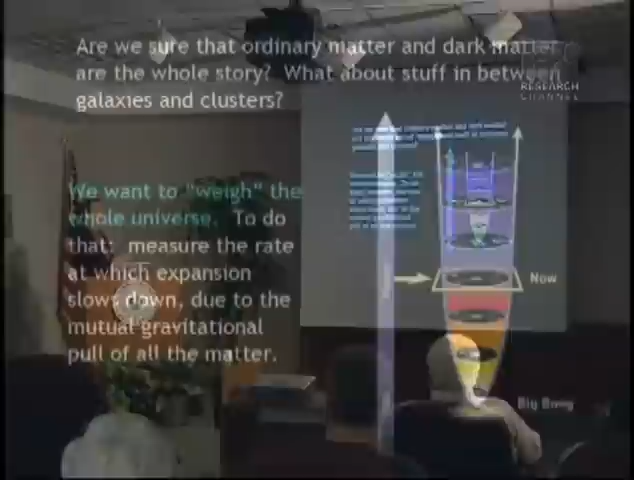 Are we sure that ordinary matter and dark matter
are the whole story? What about stuff in between
galaxies and clusters?
RESEARCH
CHANNEL
We want to "weigh" the
whole universe. To do
that: measure the rate
at which expansion
slows down, due to the
mutual gravitational
pull of all the matter.
Now
Big Bang